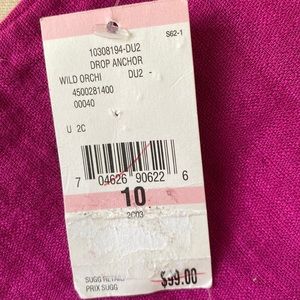 S62-1
10308194-DU2
DROP ANCHOR
WILD ORCHI DU2 -
4500281400
00040
U 2C
7 04626 90622 6
10
2C03
SUGG RETAIL
PRIX SUGG
$99.00